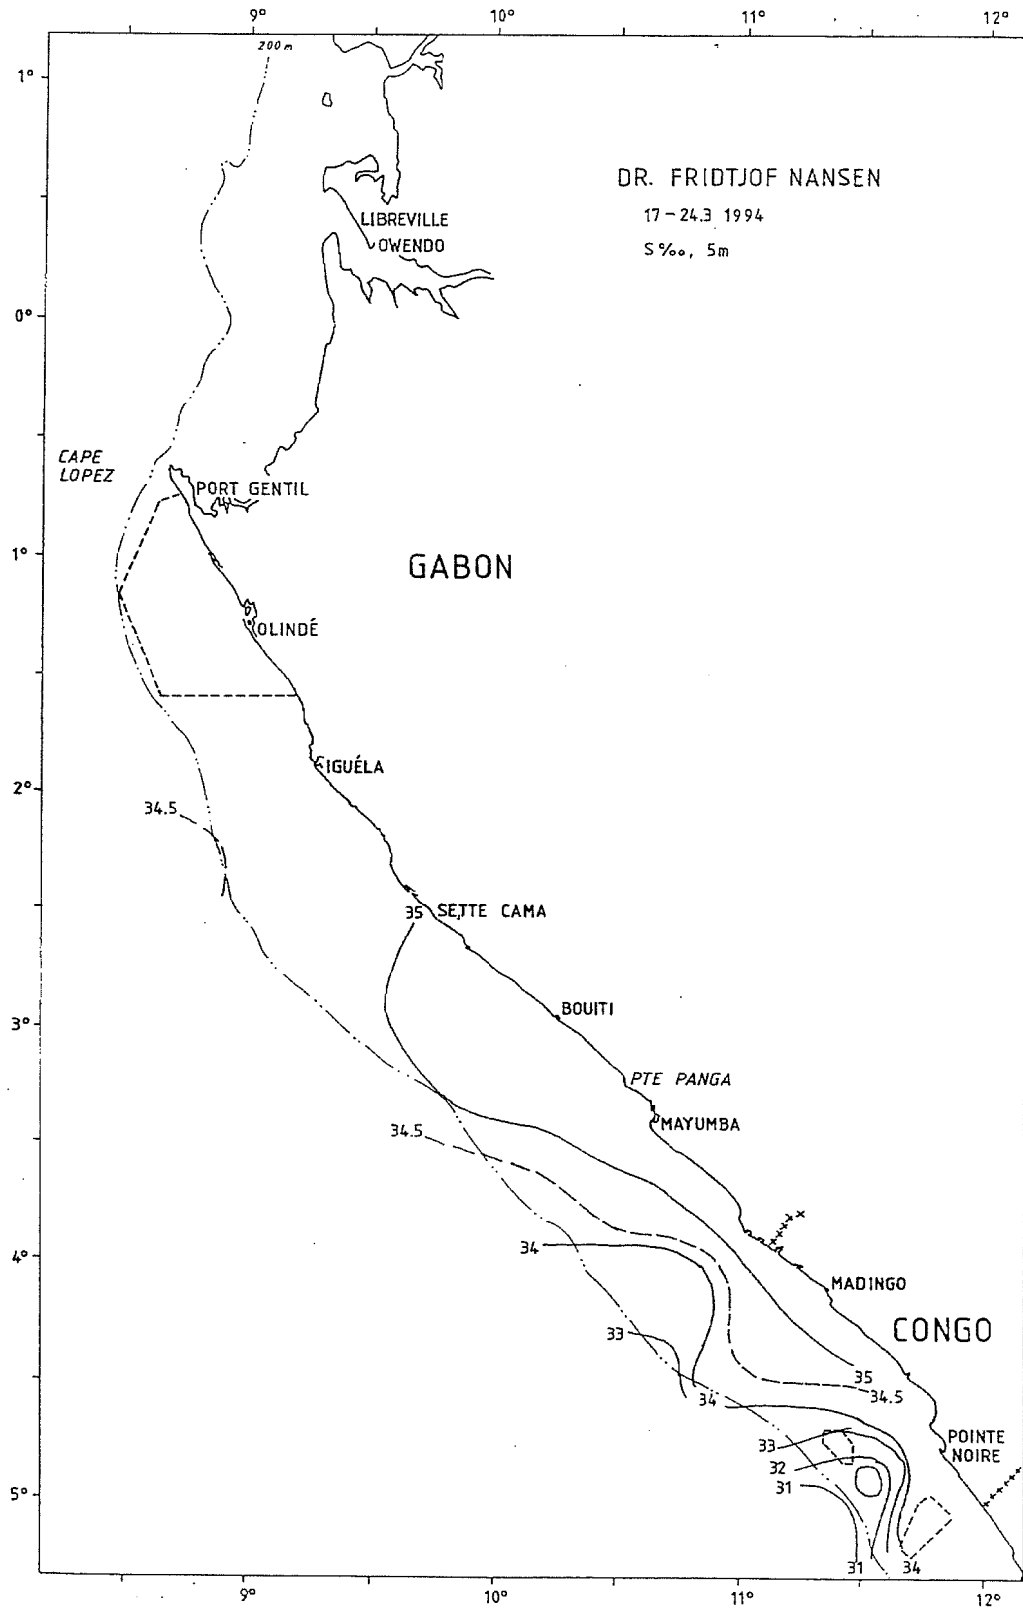 9° 10° 11° 12°
200 m
1°
DR. FRIDTJOF NANSEN
17-24.3 1994
S‰, 5m
LIBREVILLE
OWENDO
0°
CAPE
LOPEZ
PORT GENTIL
1°
GABON
OLINDÉ
IGUÉLA
2°
34.5
35 SETTE CAMA
BOUITI
3°
PTE PANGA
MAYUMBA
34.5
34
4°
MADINGO
CONGO
33
35
34.5
34
POINTE
NOIRE
33
32
31
5°
31 34
9° 10° 11° 12°